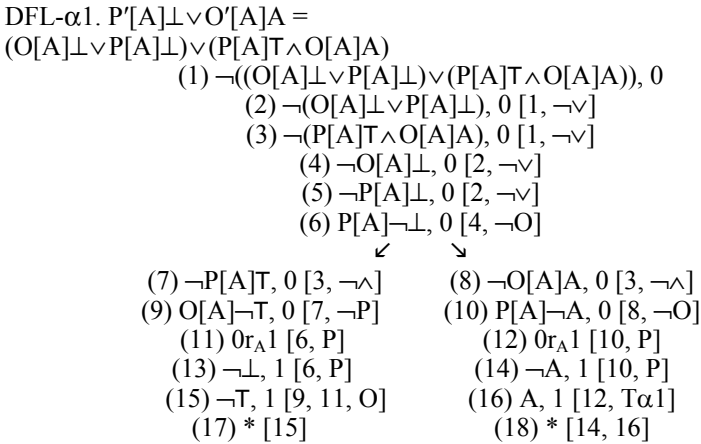 DFL-α1. P′[A]⊥∨O′[A]A =
(O[A]⊥∨P[A]⊥)∨(P[A]⊤∧O[A]A)
(1) ¬((O[A]⊥∨P[A]⊥)∨(P[A]⊤∧O[A]A)), 0
(2) ¬(O[A]⊥∨P[A]⊥), 0 [1, ¬∨]
(3) ¬(P[A]⊤∧O[A]A), 0 [1, ¬∨]
(4) ¬O[A]⊥, 0 [2, ¬∨]
(5) ¬P[A]⊥, 0 [2, ¬∨]
(6) P[A]¬⊥, 0 [4, ¬O]
↙ ↘
(7) ¬P[A]⊤, 0 [3, ¬∧] (8) ¬O[A]A, 0 [3, ¬∧]
(9) O[A]¬⊤, 0 [7, ¬P] (10) P[A]¬A, 0 [8, ¬O]
(11) 0r_A1 [6, P] (12) 0r_A1 [10, P]
(13) ¬⊥, 1 [6, P] (14) ¬A, 1 [10, P]
(15) ¬⊤, 1 [9, 11, O] (16) A, 1 [12, Tα1]
(17) * [15] (18) * [14, 16]